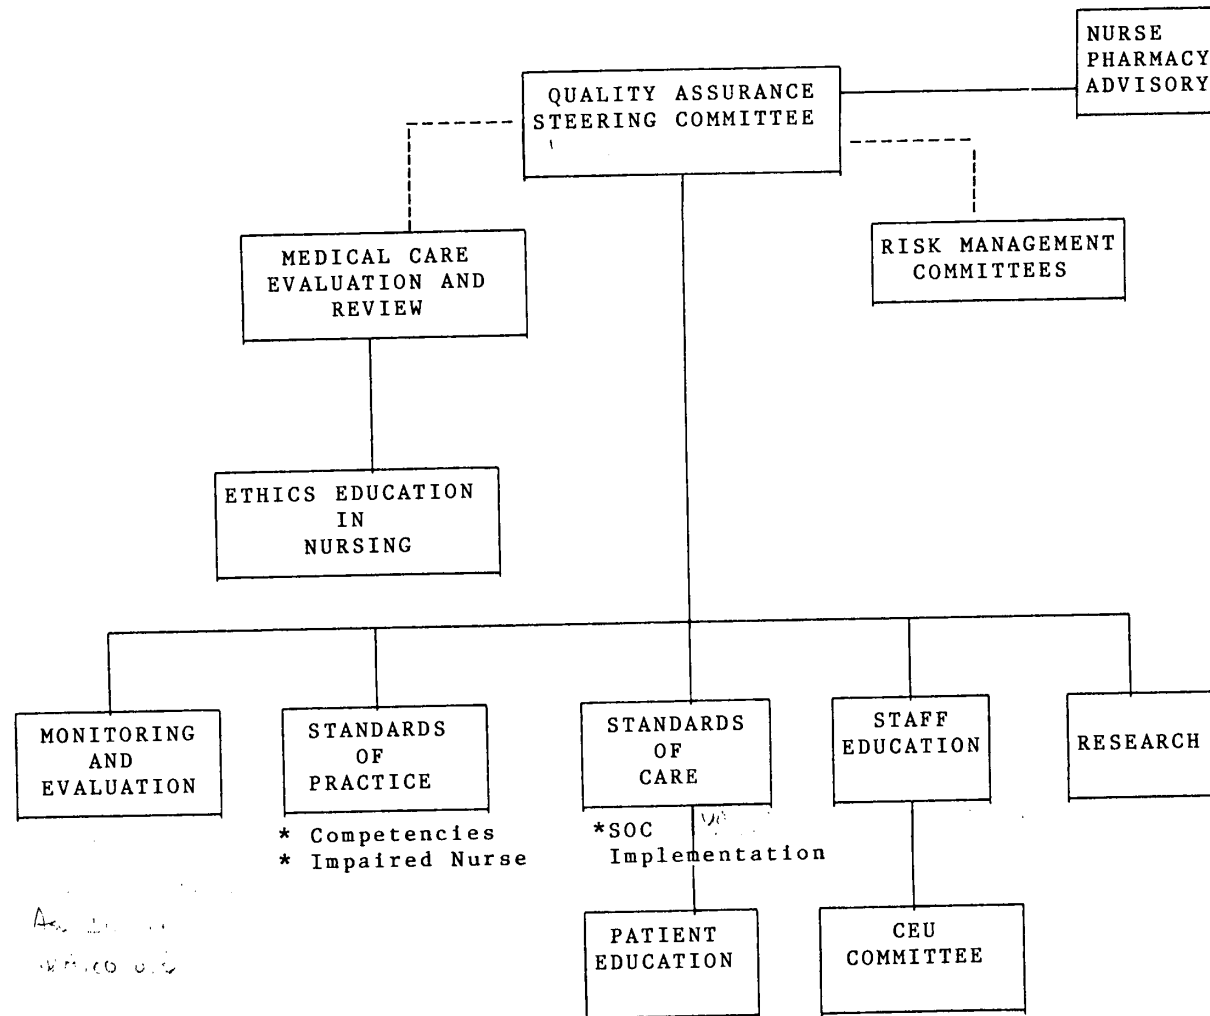 NURSE
PHARMACY
ADVISORY
QUALITY ASSURANCE
STEERING COMMITTEE
MEDICAL CARE
EVALUATION AND
REVIEW
RISK MANAGEMENT
COMMITTEES
ETHICS EDUCATION
IN
NURSING
MONITORING
AND
EVALUATION
STANDARDS
OF
PRACTICE
* Competencies
* Impaired Nurse
STANDARDS
OF
CARE
*SOC
Implementation
STAFF
EDUCATION
RESEARCH
PATIENT
EDUCATION
CEU
COMMITTEE